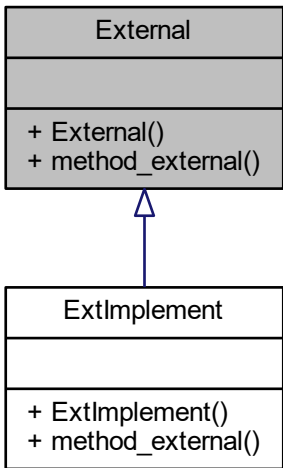 External
+ External()
+ method_external()
ExtImplement
+ ExtImplement()
+ method_external()